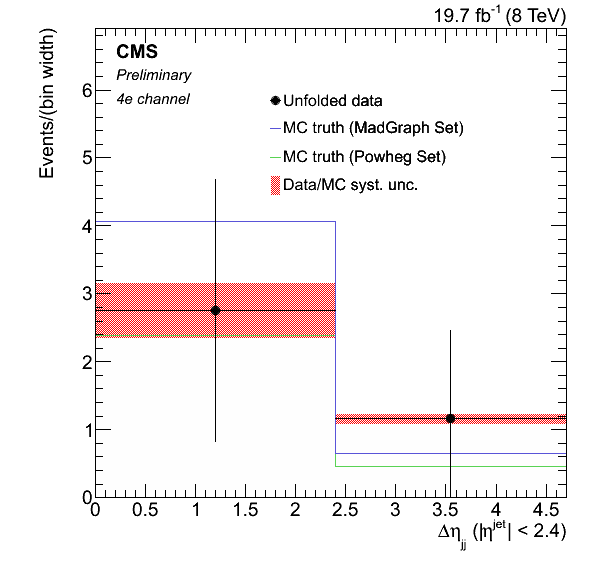 19.7 fb⁻¹ (8 TeV)
CMS
Preliminary
4e channel
Unfolded data
MC truth (MadGraph Set)
MC truth (Powheg Set)
Data/MC syst. unc.
Events/(bin width)
6
5
4
3
2
1
0
0 0.5 1 1.5 2 2.5 3 3.5 4 4.5
Δη_jj (|η^jet| < 2.4)